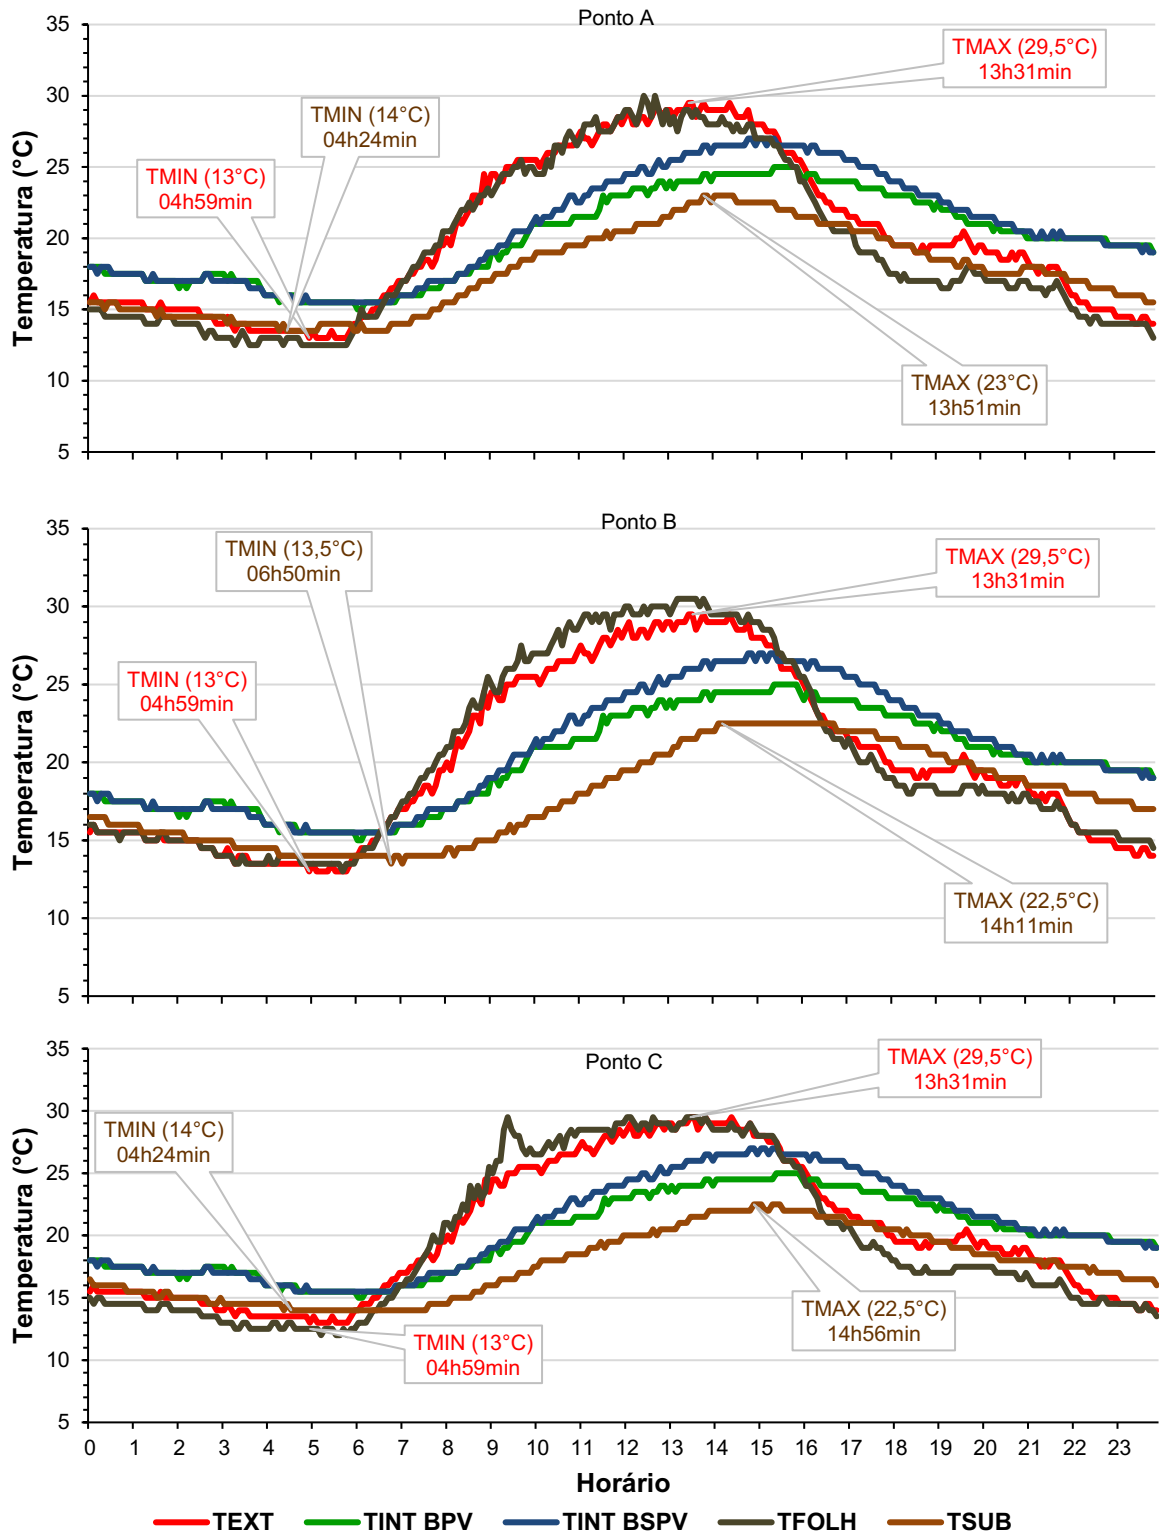 Ponto A
Temperatura (°C)
35
30
25
20
15
10
5
TMAX (29,5°C)
13h31min
TMIN (14°C)
04h24min
TMIN (13°C)
04h59min
TMAX (23°C)
13h51min
Ponto B
Temperatura (°C)
35
30
25
20
15
10
5
TMIN (13,5°C)
06h50min
TMAX (29,5°C)
13h31min
TMIN (13°C)
04h59min
TMAX (22,5°C)
14h11min
Ponto C
Temperatura (°C)
35
30
25
20
15
10
5
TMAX (29,5°C)
13h31min
TMIN (14°C)
04h24min
TMAX (22,5°C)
14h56min
TMIN (13°C)
04h59min
0 1 2 3 4 5 6 7 8 9 10 11 12 13 14 15 16 17 18 19 20 21 22 23
Horário
TEXT TINT BPV TINT BSPV TFOLH TSUB